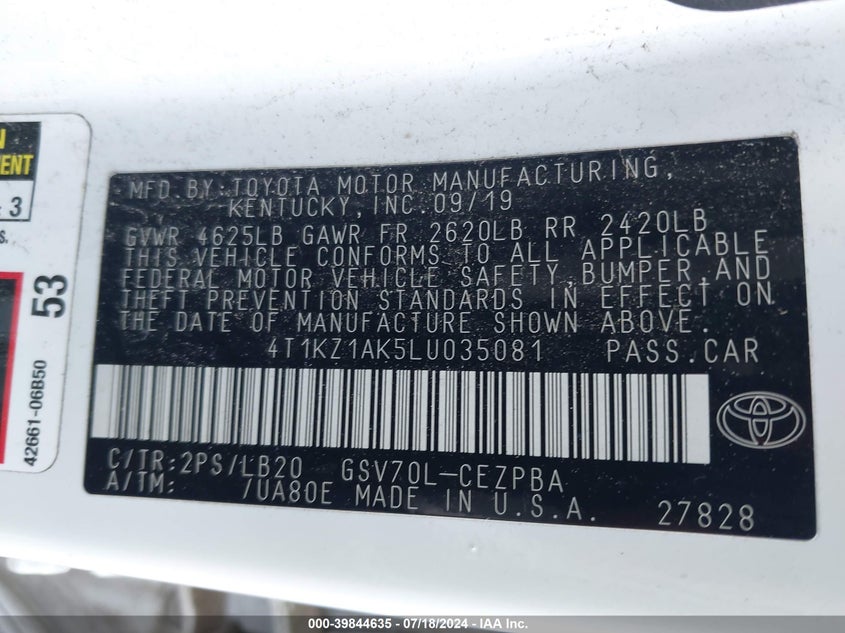 N
MENT
3
s.
53
42661-06B50
MFD.BY:TOYOTA MOTOR MANUFACTURING,
KENTUCKY,INC.09/19
GVWR 4625LB GAWR FR 2620LB RR 2420LB
THIS VEHICLE CONFORMS TO ALL APPLICABLE
FEDERAL MOTOR VEHICLE SAFETY,BUMPER,AND
THEFT PREVENTION STANDARDS IN EFFECT ON
THE DATE OF MANUFACTURE SHOWN ABOVE.
4T1KZ1AK5LU035081 PASS.CAR
C/TR:2PS/LB20 GSV70L-CEZPBA
A/TM: /UA80E MADE IN U.S.A. 27828
000-39844635 - 07/18/2024 - IAA Inc.